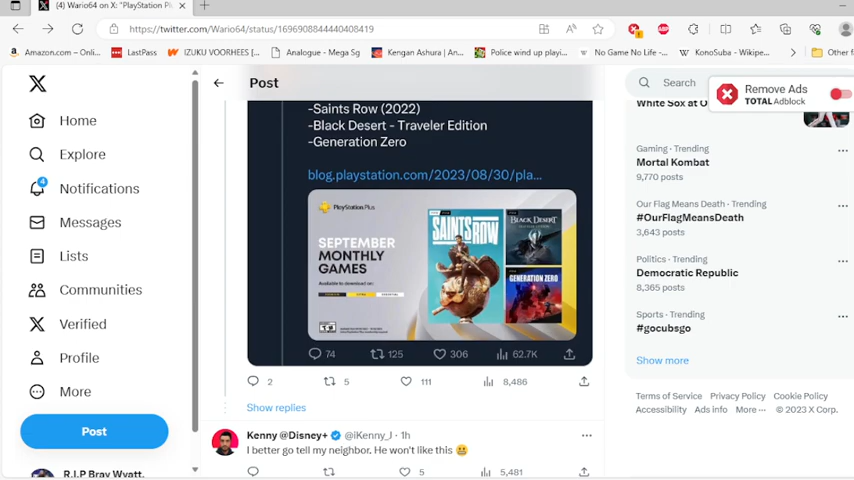 (4) Wario64 on X: "PlayStation Pl
https://twitter.com/Wario64/status/1696908844440408419
Amazon.com – Onli...
LastPass
IZUKU VOORHEES [...
Analogue - Mega Sg
Kengan Ashura : An...
Police wind up playi...
No Game No Life -...
KonoSuba - Wikipe...
Other f
Home
Explore
4
Notifications
Messages
Lists
Communities
Verified
Profile
More
Post
R.I.P Bray Wyatt.
Post
-Saints Row (2022)
-Black Desert - Traveler Edition
-Generation Zero
blog.playstation.com/2023/08/30/pla...
PlayStation Plus
SEPTEMBER
MONTHLY
GAMES
Available to download on:
SAINTS ROW
BLACK DESERT
GENERATION ZERO
74 125 306 62.7K
2 5 111 8,486
Show replies
Kenny @Disney+ @iKenny_J · 1h
I better go tell my neighbor. He won't like this
5 5,481
Search
Remove Ads
TOTAL Adblock
White Sox at O
Gaming · Trending
Mortal Kombat
9,770 posts
Our Flag Means Death · Trending
#OurFlagMeansDeath
3,643 posts
Politics · Trending
Democratic Republic
8,365 posts
Sports · Trending
#gocubsgo
Show more
Terms of Service Privacy Policy Cookie Policy
Accessibility Ads info More ··· © 2023 X Corp.